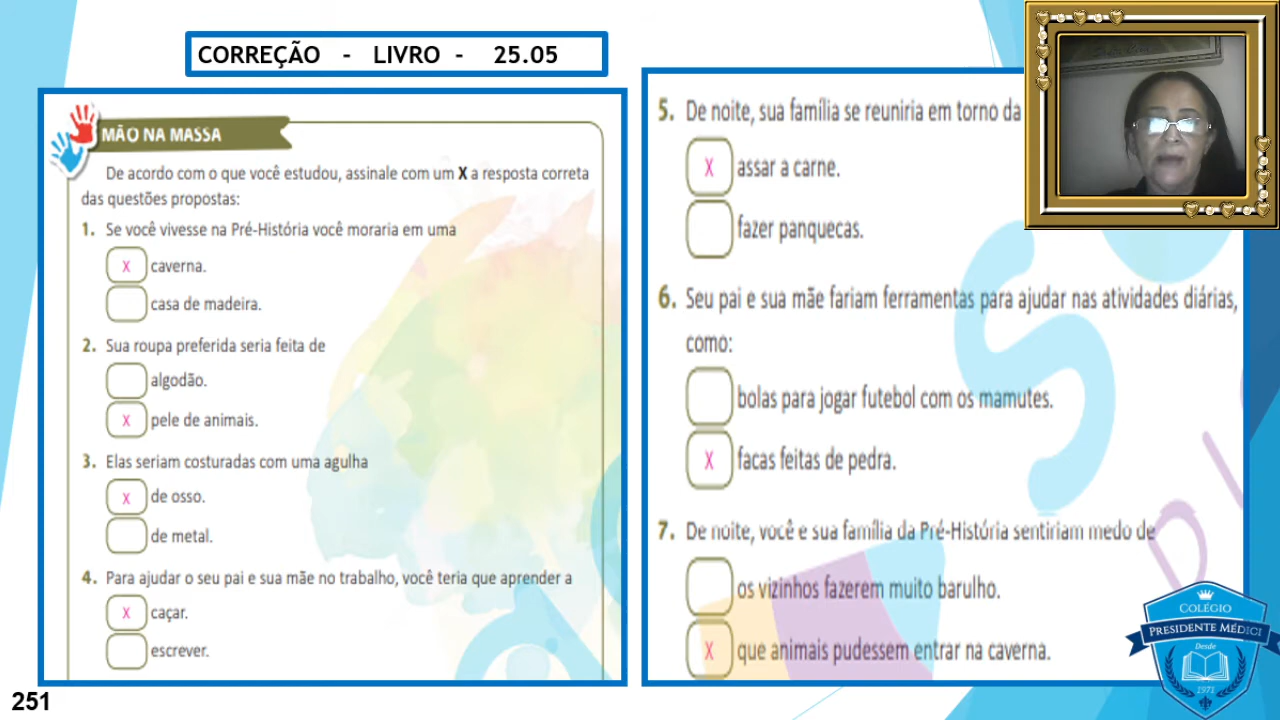 CORREÇÃO - LIVRO - 25.05
MÃO NA MASSA
De acordo com o que você estudou, assinale com um X a resposta correta
das questões propostas:
1. Se você vivesse na Pré-História você moraria em uma
X caverna.
casa de madeira.
2. Sua roupa preferida seria feita de
algodão.
X pele de animais.
3. Elas seriam costuradas com uma agulha
X de osso.
de metal.
4. Para ajudar o seu pai e sua mãe no trabalho, você teria que aprender a
X caçar.
escrever.
251
5. De noite, sua família se reuniria em torno da
X assar a carne.
fazer panquecas.
6. Seu pai e sua mãe fariam ferramentas para ajudar nas atividades diárias,
como:
bolas para jogar futebol com os mamutes.
X facas feitas de pedra.
7. De noite, você e sua família da Pré-História sentiriam medo de
os vizinhos fazerem muito barulho.
X que animais pudessem entrar na caverna.
COLÉGIO
PRESIDENTE MÉDICI
Desde
1971